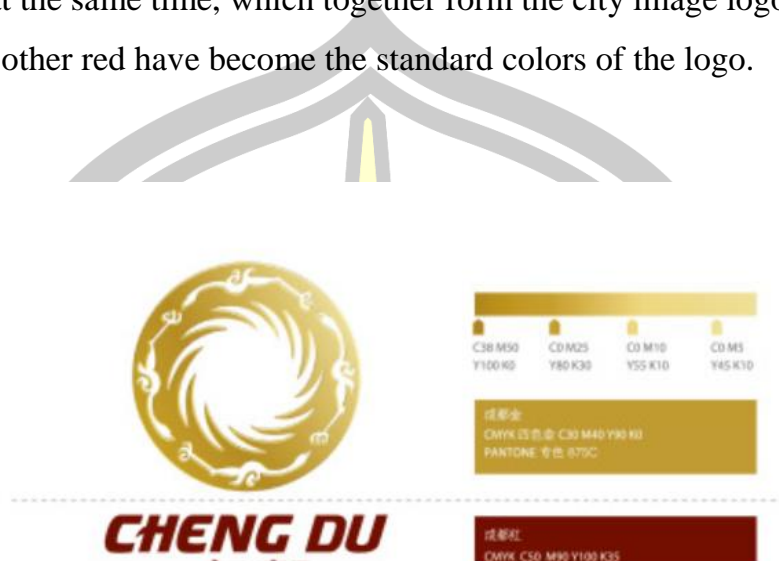 at the same time, which together form the city image logo
other red have become the standard colors of the logo.
C38 M50
Y100 K0
C0 M25
Y80 K30
C0 M10
Y55 K10
C0 M5
Y45 K10
成都金
CMYK 四色金 C30 M40 Y90 K0
PANTONE 专色 875C
CHENG DU
成都红
CMYK C50 M90 Y100 K35